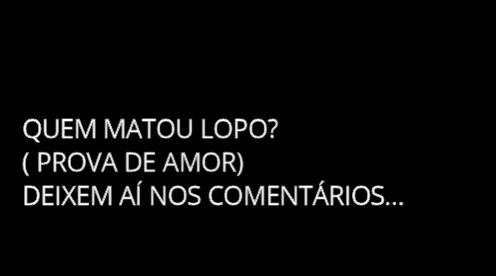 QUEM MATOU LOPO?
( PROVA DE AMOR)
DEIXEM AÍ NOS COMENTÁRIOS...